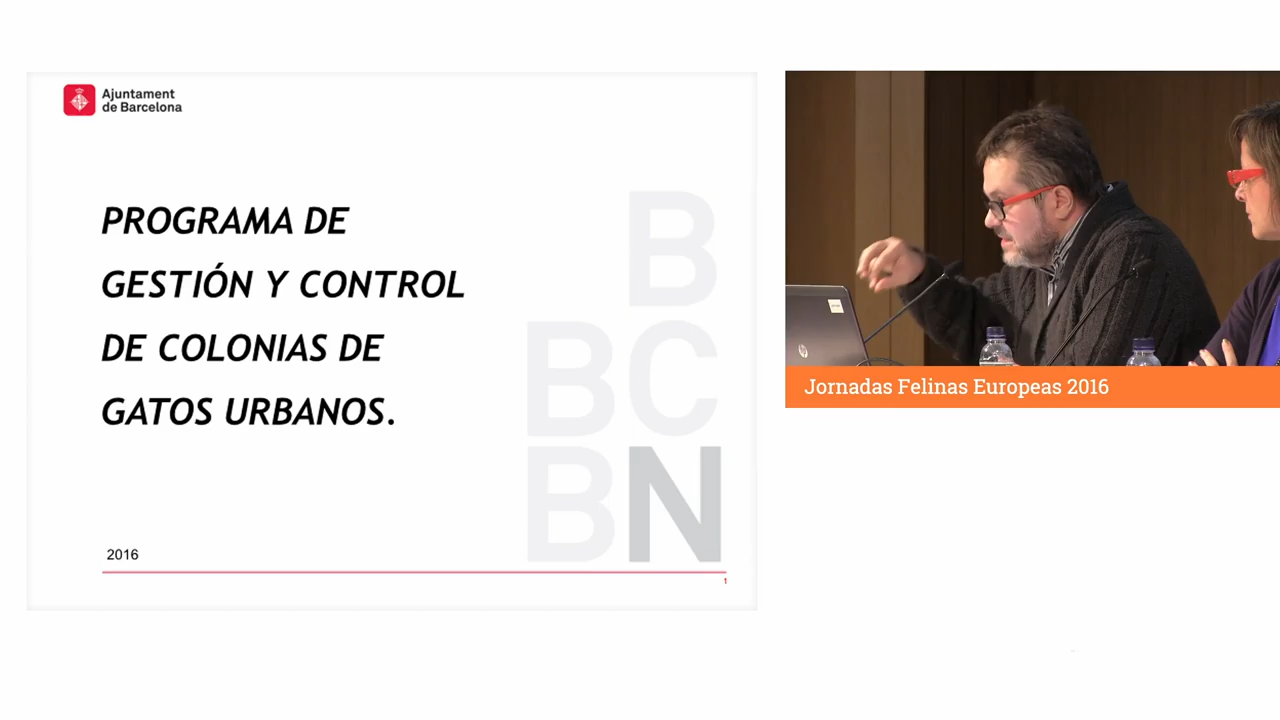 Ajuntament
de Barcelona
PROGRAMA DE
GESTIÓN Y CONTROL
DE COLONIAS DE
GATOS URBANOS.
B
BC
BN
2016
1
Jornadas Felinas Europeas 2016
hp